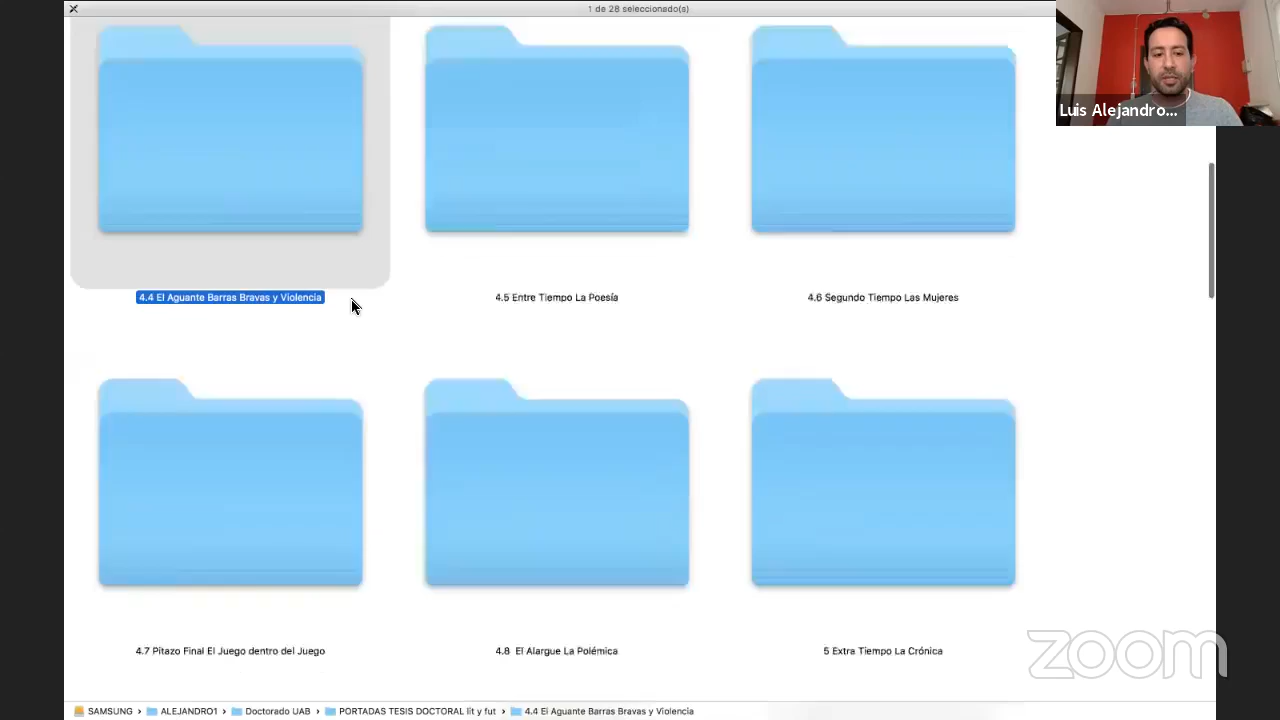 1 de 28 seleccionado(s)
Luis Alejandro...
4.4 El Aguante Barras Bravas y Violencia
4.5 Entre Tiempo La Poesía
4.6 Segundo Tiempo Las Mujeres
4.7 Pitazo Final El Juego dentro del Juego
4.8 El Alargue La Polémica
5 Extra Tiempo La Crónica
zoom
SAMSUNG › ALEJANDRO1 › Doctorado UAB › PORTADAS TESIS DOCTORAL lit y fut › 4.4 El Aguante Barras Bravas y Violencia